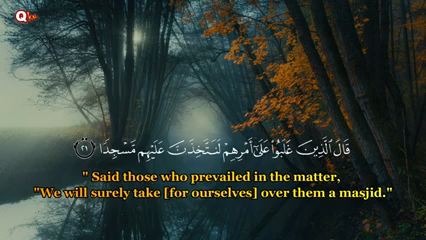 Q
قَالَ الَّذِينَ غَلَبُوا عَلَىٰ أَمْرِهِمْ لَنَتَّخِذَنَّ عَلَيْهِم مَّسْجِدًا ٢١
" Said those who prevailed in the matter,
"We will surely take [for ourselves] over them a masjid."